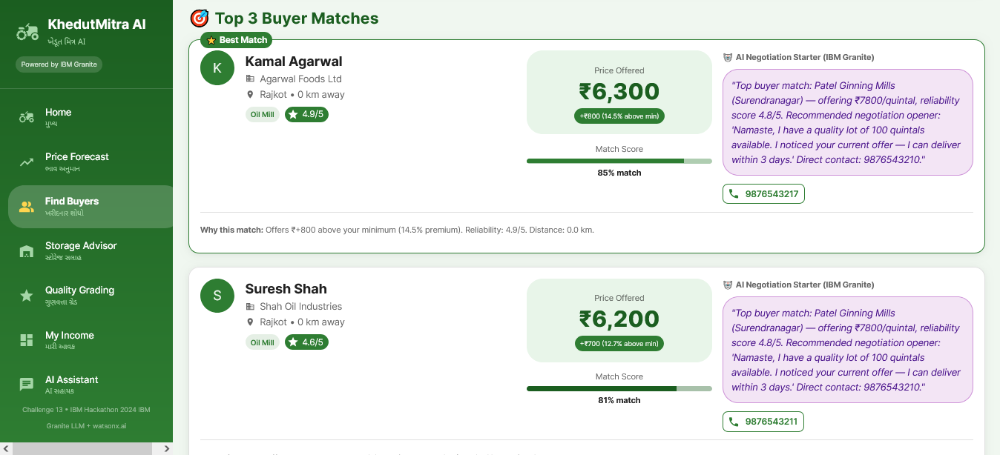 KhedutMitra AI
ખેડૂત મિત્ર AI
Powered by IBM Granite
Home
મુખ્ય
Price Forecast
ભાવ અનુમાન
Find Buyers
ખરીદનાર શોધો
Storage Advisor
સ્ટોરેજ સલાહ
Quality Grading
ગુણવત્તા ગ્રેડ
My Income
મારી આવક
AI Assistant
AI સહાયક
Challenge 13 • IBM Hackathon 2024 IBM
Granite LLM + watsonx.ai
Top 3 Buyer Matches
Best Match
K
Kamal Agarwal
Agarwal Foods Ltd
Rajkot • 0 km away
Oil Mill
4.9/5
Price Offered
₹6,300
+₹800 (14.5% above min)
Match Score
85% match
AI Negotiation Starter (IBM Granite)
"Top buyer match: Patel Ginning Mills
(Surendranagar) — offering ₹7800/quintal, reliability
score 4.8/5. Recommended negotiation opener:
'Namaste, I have a quality lot of 100 quintals
available. I noticed your current offer — I can deliver
within 3 days.' Direct contact: 9876543210."
9876543217
Why this match: Offers ₹+800 above your minimum (14.5% premium). Reliability: 4.9/5. Distance: 0.0 km.
S
Suresh Shah
Shah Oil Industries
Rajkot • 0 km away
Oil Mill
4.6/5
Price Offered
₹6,200
+₹700 (12.7% above min)
Match Score
81% match
AI Negotiation Starter (IBM Granite)
"Top buyer match: Patel Ginning Mills
(Surendranagar) — offering ₹7800/quintal, reliability
score 4.8/5. Recommended negotiation opener:
'Namaste, I have a quality lot of 100 quintals
available. I noticed your current offer — I can deliver
within 3 days.' Direct contact: 9876543210."
9876543211